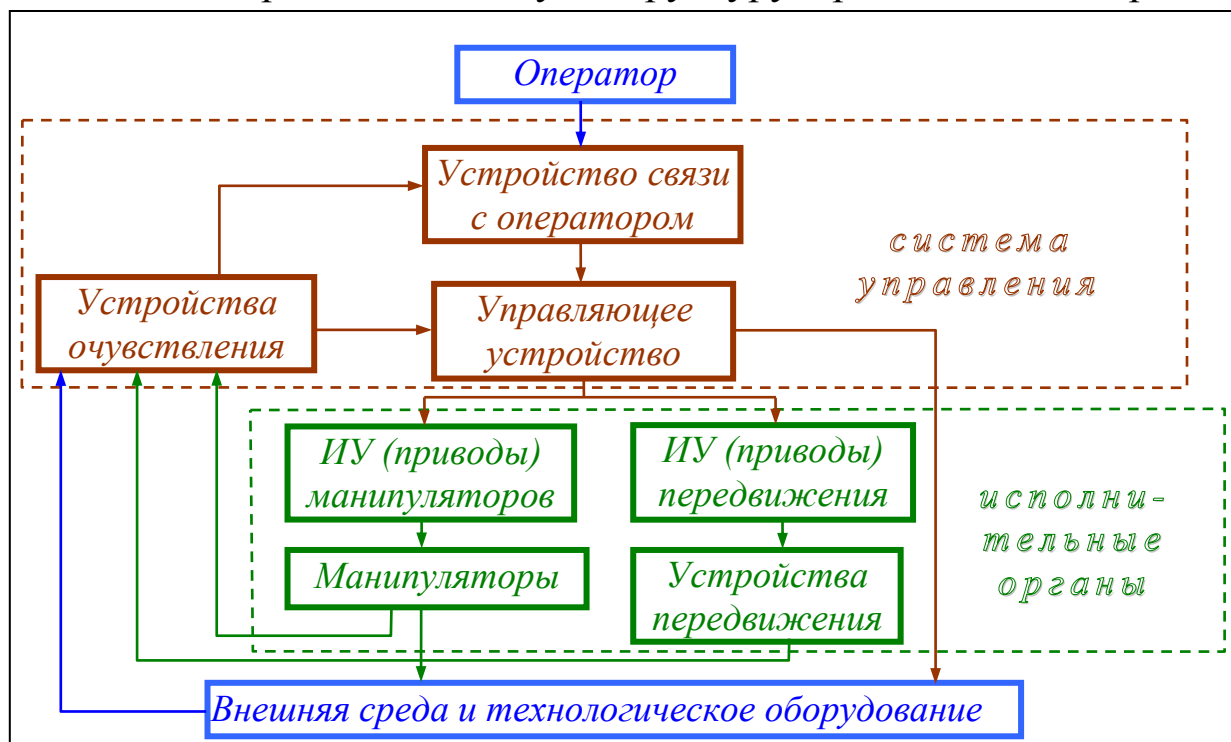 Оператор
Устройство связи
с оператором
система
управления
Устройства
очувствления
Управляющее
устройство
ИУ (приводы)
манипуляторов
ИУ (приводы)
передвижения
исполни-
тельные
органы
Манипуляторы
Устройства
передвижения
Внешняя среда и технологическое оборудование